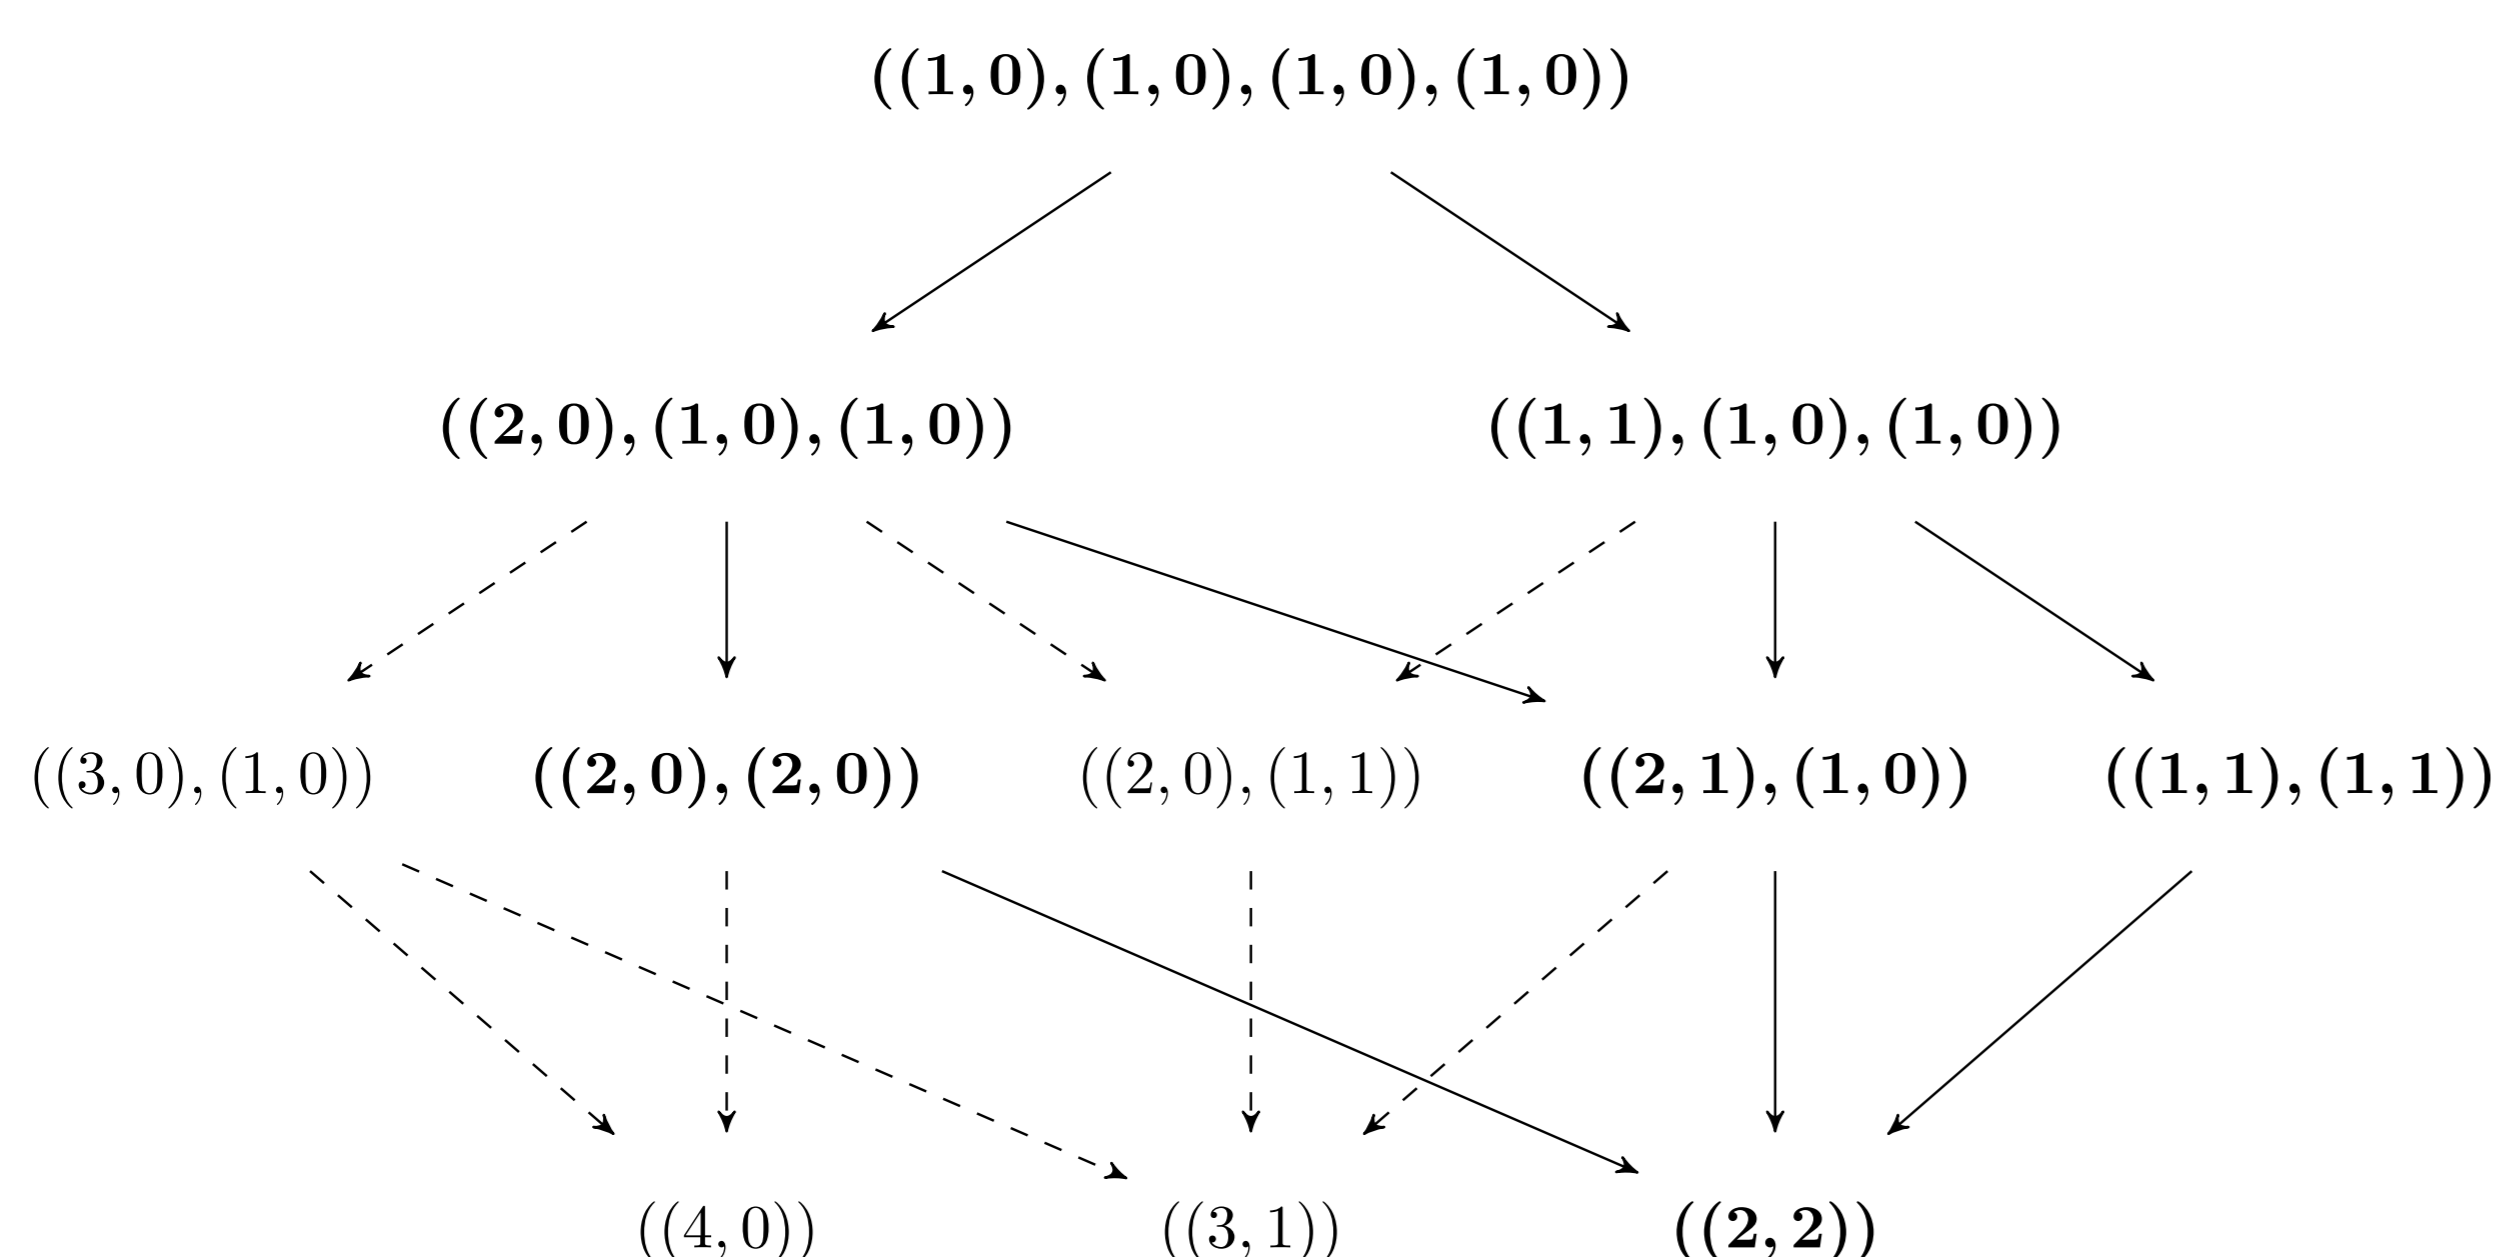 ((1, 0), (1, 0), (1, 0), (1, 0))
((2, 0), (1, 0), (1, 0)) ((1, 1), (1, 0), (1, 0))
((3, 0), (1, 0)) ((2, 0), (2, 0)) ((2, 0), (1, 1)) ((2, 1), (1, 0)) ((1, 1), (1, 1))
((4, 0)) ((3, 1)) ((2, 2))